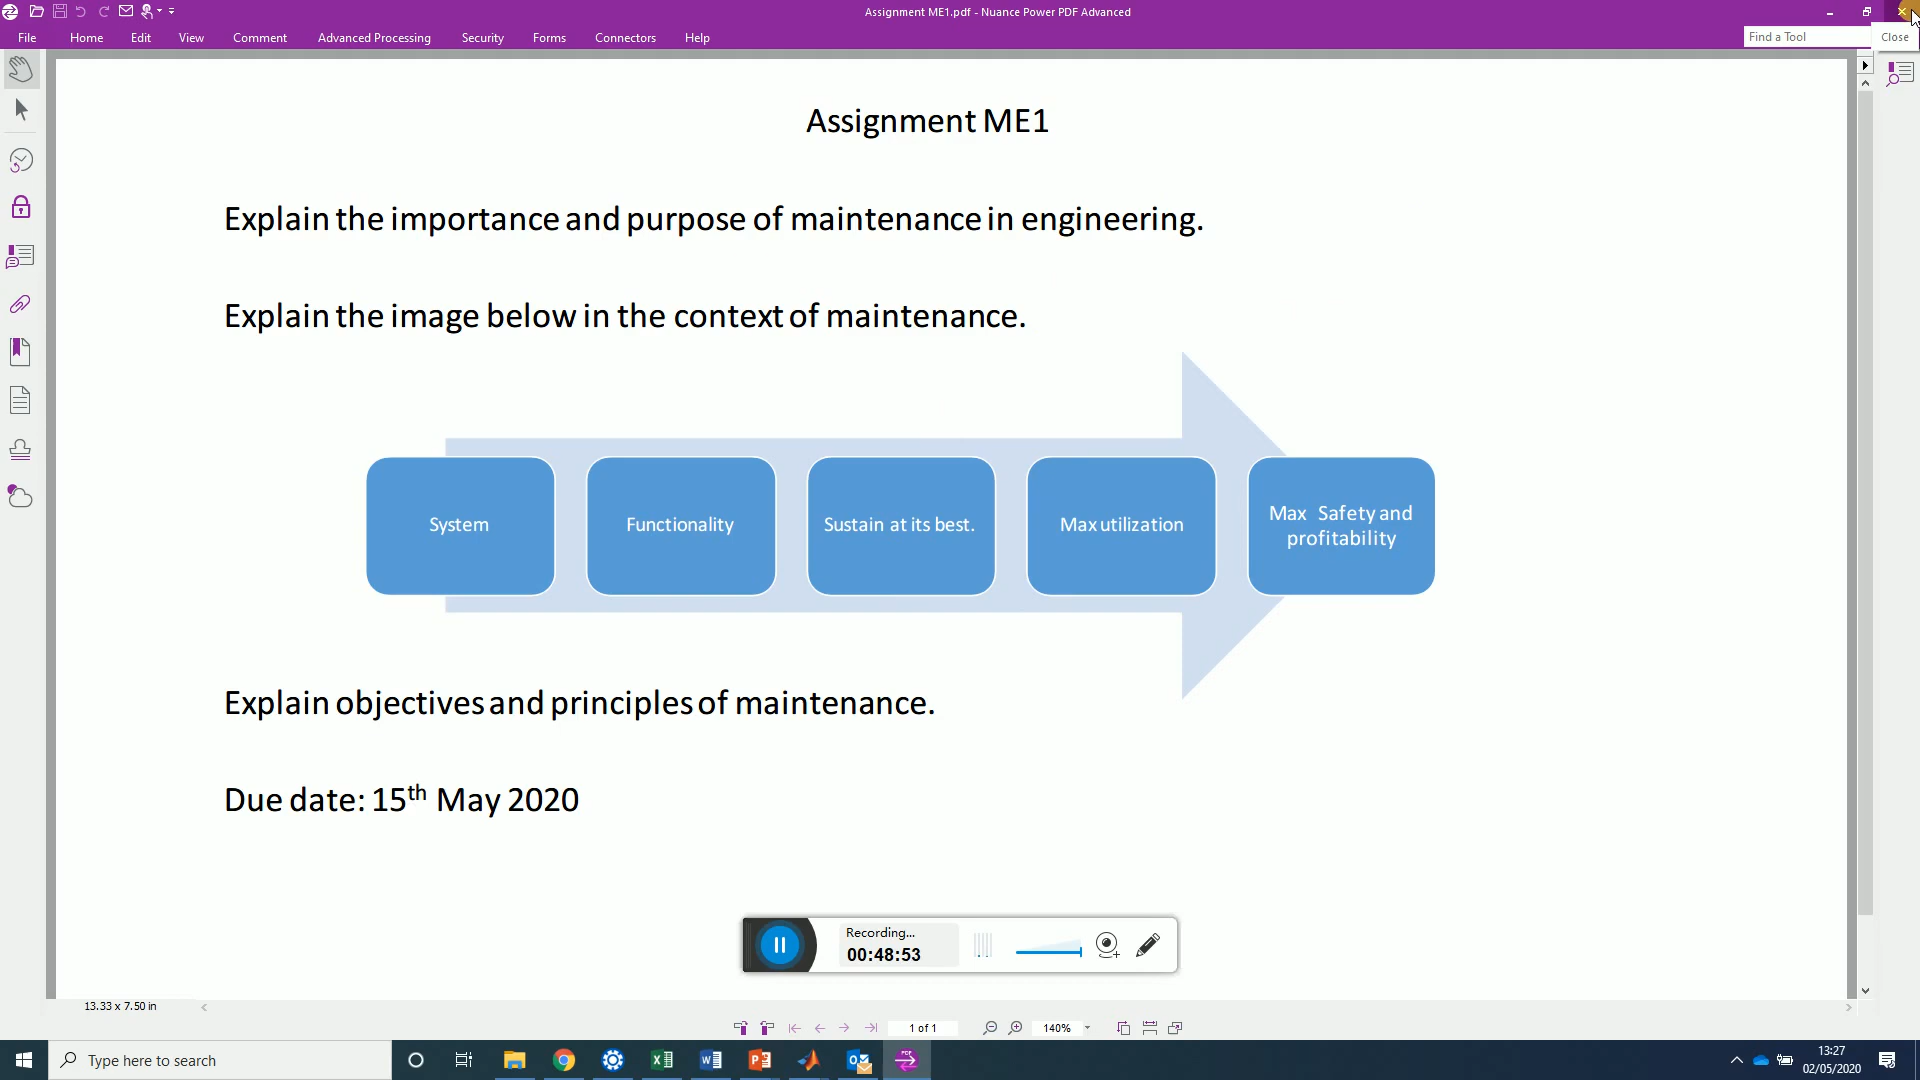 Assignment ME1.pdf - Nuance Power PDF Advanced
File Home Edit View Comment Advanced Processing Security Forms Connectors Help
Find a Tool
Close
Assignment ME1
Explain the importance and purpose of maintenance in engineering.
Explain the image below in the context of maintenance.
System
Functionality
Sustain at its best.
Max utilization
Max Safety and
profitability
Explain objectives and principles of maintenance.
Due date: 15th May 2020
Recording...
00:48:53
13.33 x 7.50 in
1 of 1
140%
Type here to search
13:27
02/05/2020